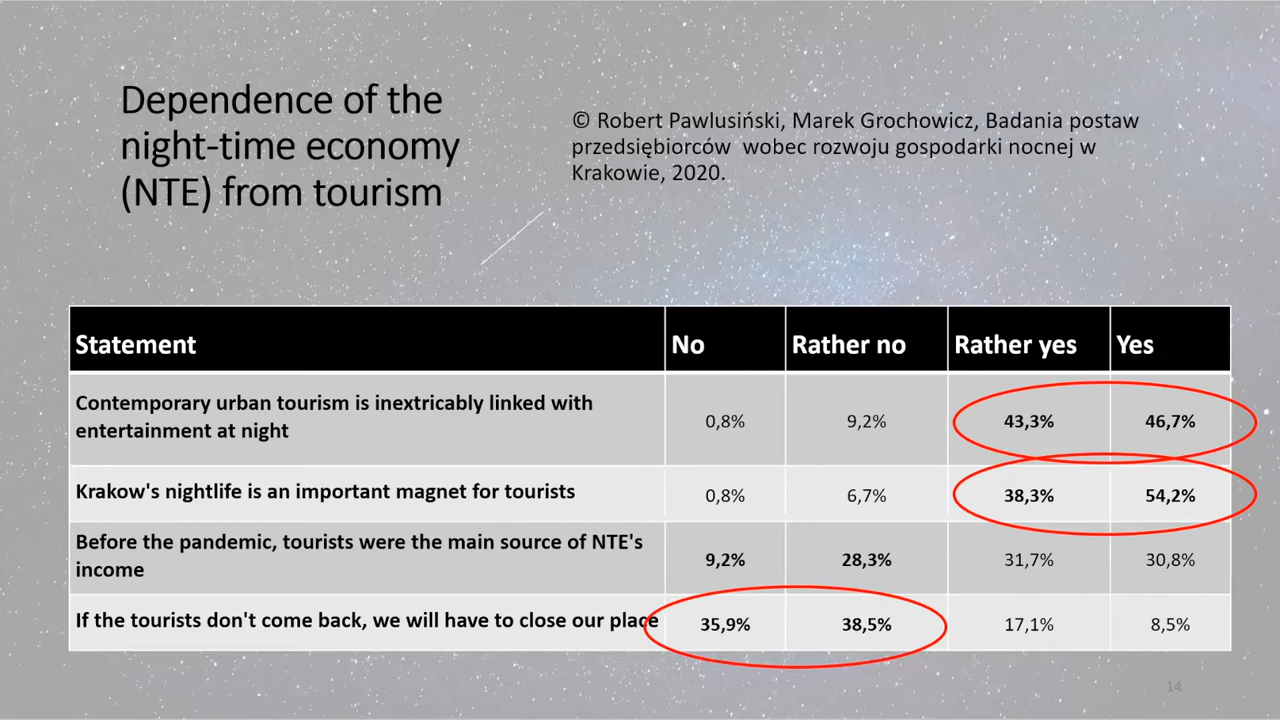 Dependence of the
night-time economy
(NTE) from tourism
© Robert Pawlusiński, Marek Grochowicz, Badania postaw
przedsiębiorców wobec rozwoju gospodarki nocnej w
Krakowie, 2020.
Statement No Rather no Rather yes Yes
Contemporary urban tourism is inextricably linked with
entertainment at night
0,8% 9,2% 43,3% 46,7%
Krakow's nightlife is an important magnet for tourists 0,8% 6,7% 38,3% 54,2%
Before the pandemic, tourists were the main source of NTE's
income
9,2% 28,3% 31,7% 30,8%
If the tourists don't come back, we will have to close our place 35,9% 38,5% 17,1% 8,5%
14